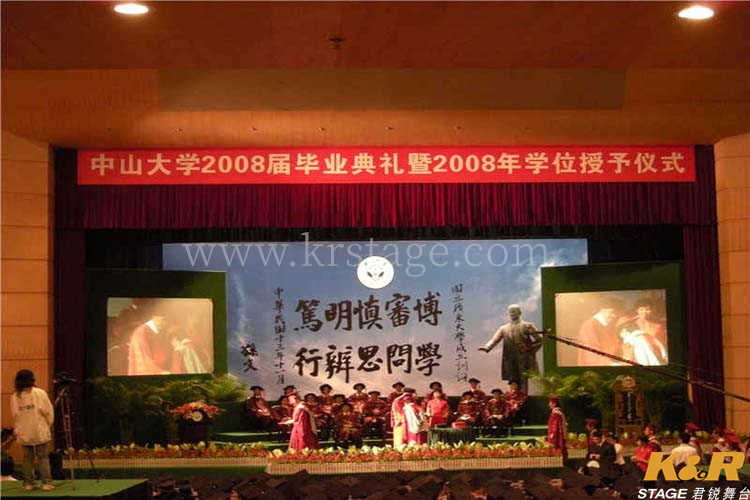 中山大学2008届毕业典礼暨2008年学位授予仪式
www.krstage.com
國立廣東大學成立訓詞
博學
審問
慎思
明辨
篤行
孫文
中華民國十三年十一月
K&R
STAGE 君锐舞台